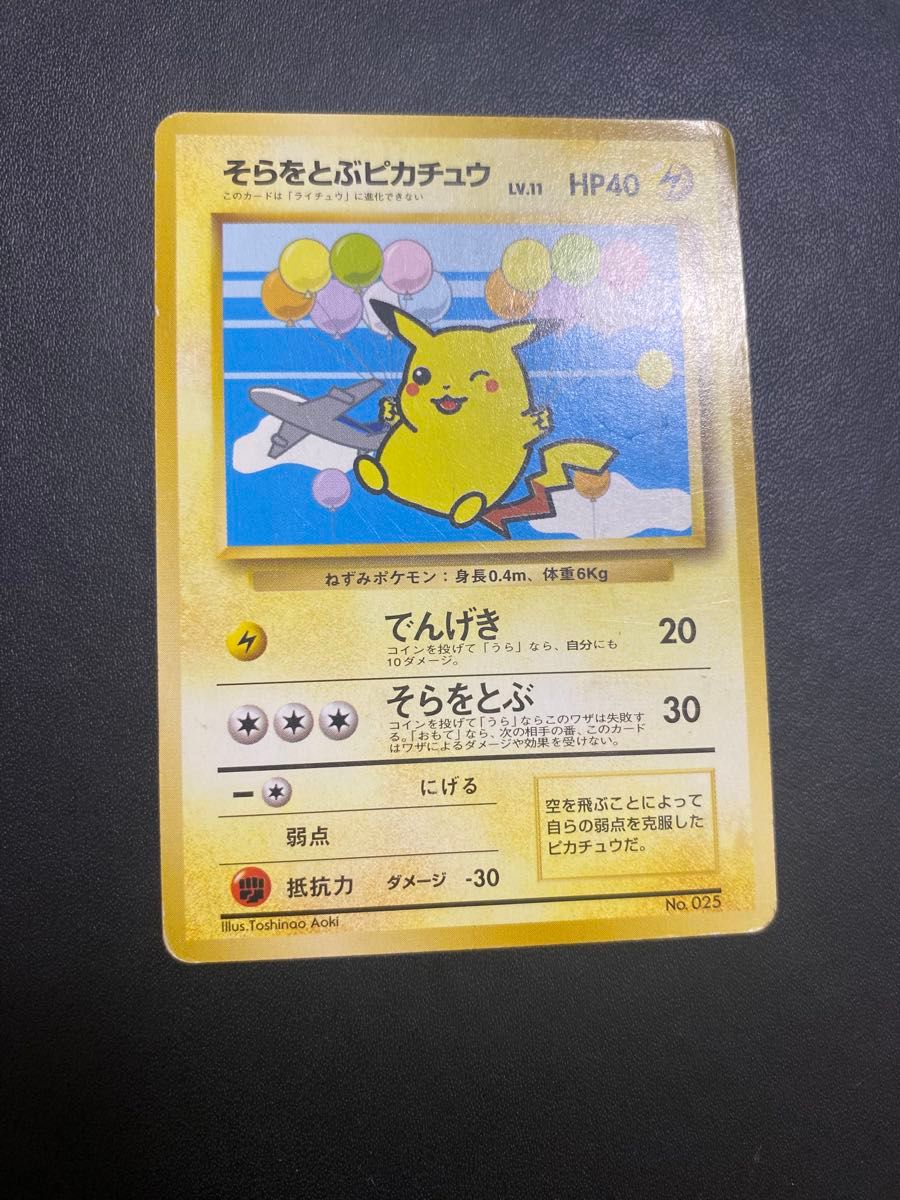 そらをとぶピカチュウ LV.11 HP40
このカードは「ライチュウ」に進化できない
ねずみポケモン：身長0.4m、体重6Kg
でんげき 20
コインを投げて「うら」なら、自分にも
10ダメージ。
そらをとぶ 30
コインを投げて「うら」ならこのワザは失敗す
る。「おもて」なら、次の相手の番、このカード
はワザによるダメージや効果を受けない。
− にげる
弱点
抵抗力 ダメージ -30
空を飛ぶことによって
自らの弱点を克服した
ピカチュウだ。
Illus.Toshinao Aoki
No. 025